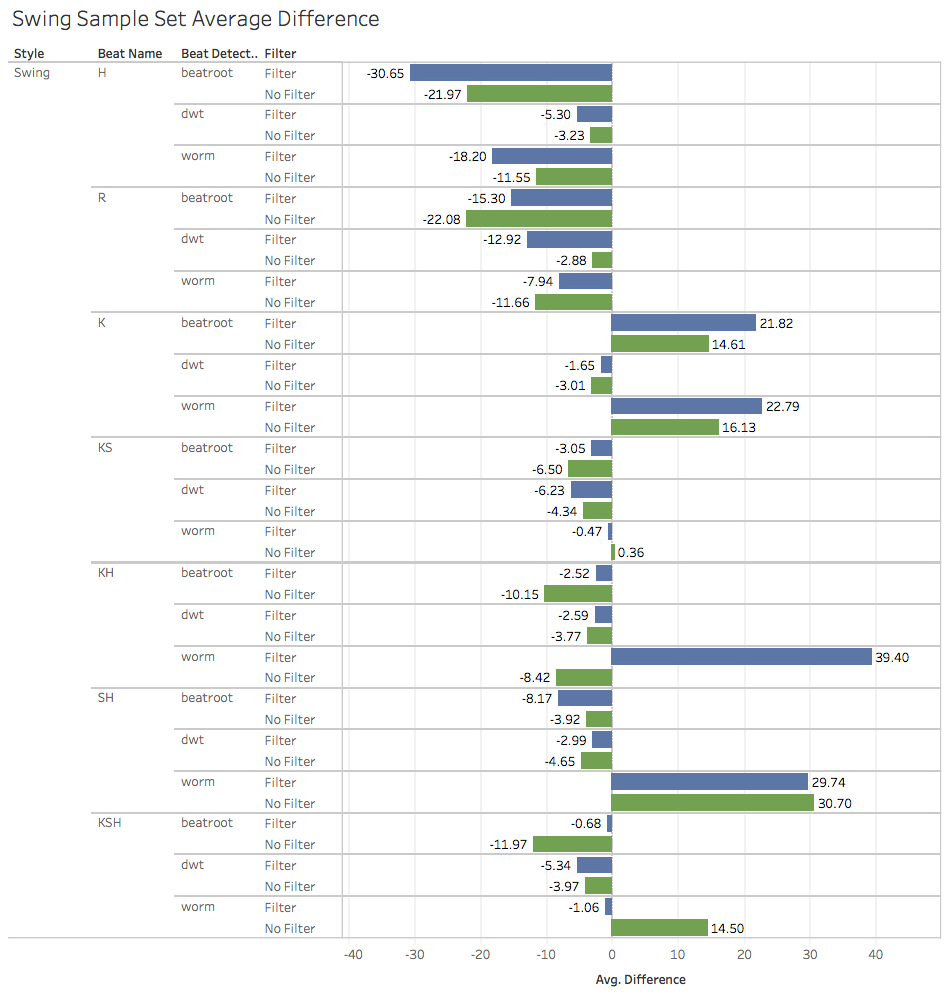 Swing Sample Set Average Difference
Style Beat Name Beat Detect.. Filter
Swing H beatroot Filter -30.65
No Filter -21.97
dwt Filter -5.30
No Filter -3.23
worm Filter -18.20
No Filter -11.55
R beatroot Filter -15.30
No Filter -22.08
dwt Filter -12.92
No Filter -2.88
worm Filter -7.94
No Filter -11.66
K beatroot Filter 21.82
No Filter 14.61
dwt Filter -1.65
No Filter -3.01
worm Filter 22.79
No Filter 16.13
KS beatroot Filter -3.05
No Filter -6.50
dwt Filter -6.23
No Filter -4.34
worm Filter -0.47
No Filter 0.36
KH beatroot Filter -2.52
No Filter -10.15
dwt Filter -2.59
No Filter -3.77
worm Filter 39.40
No Filter -8.42
SH beatroot Filter -8.17
No Filter -3.92
dwt Filter -2.99
No Filter -4.65
worm Filter 29.74
No Filter 30.70
KSH beatroot Filter -0.68
No Filter -11.97
dwt Filter -5.34
No Filter -3.97
worm Filter -1.06
No Filter 14.50
-40 -30 -20 -10 0 10 20 30 40
Avg. Difference